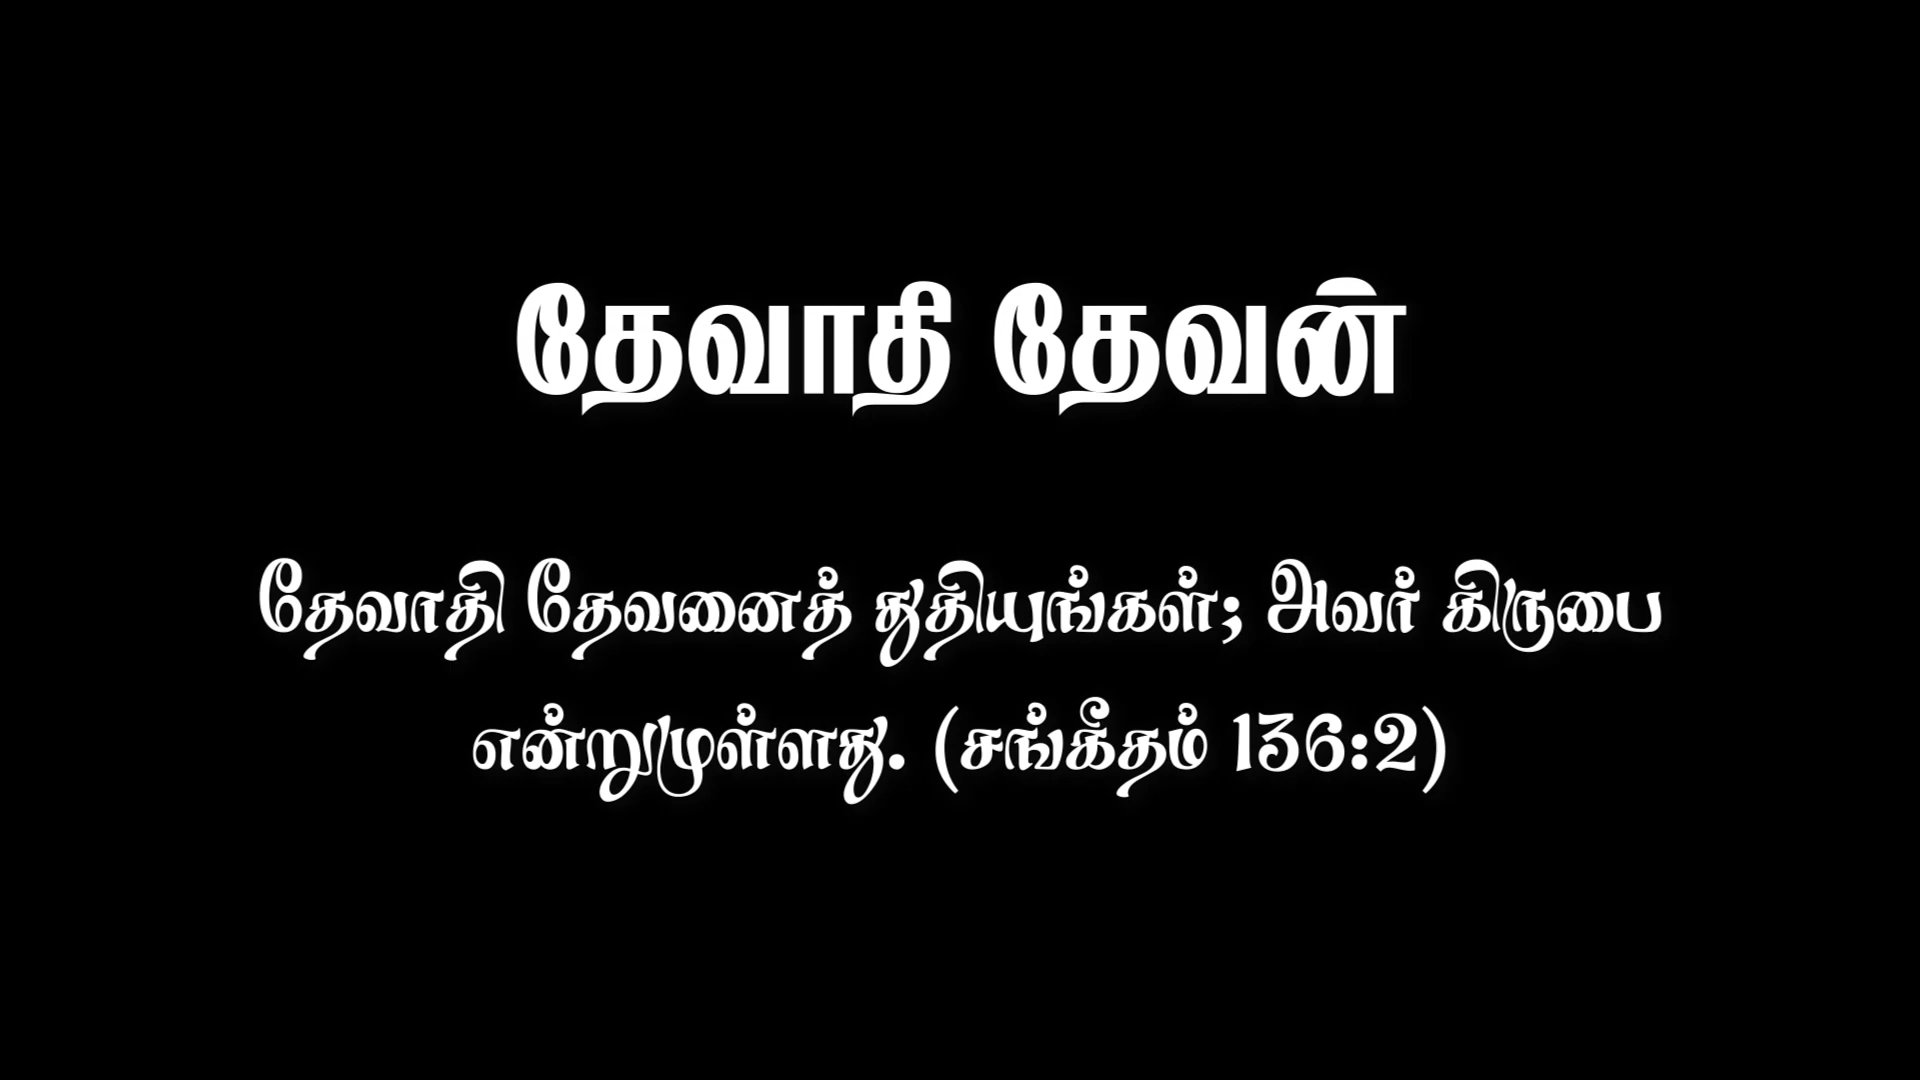 தேவாதி தேவன்
தேவாதி தேவனைத் துதியுங்கள்; அவர் கிருபை
என்றுமுள்ளது. (சங்கீதம் 136:2)